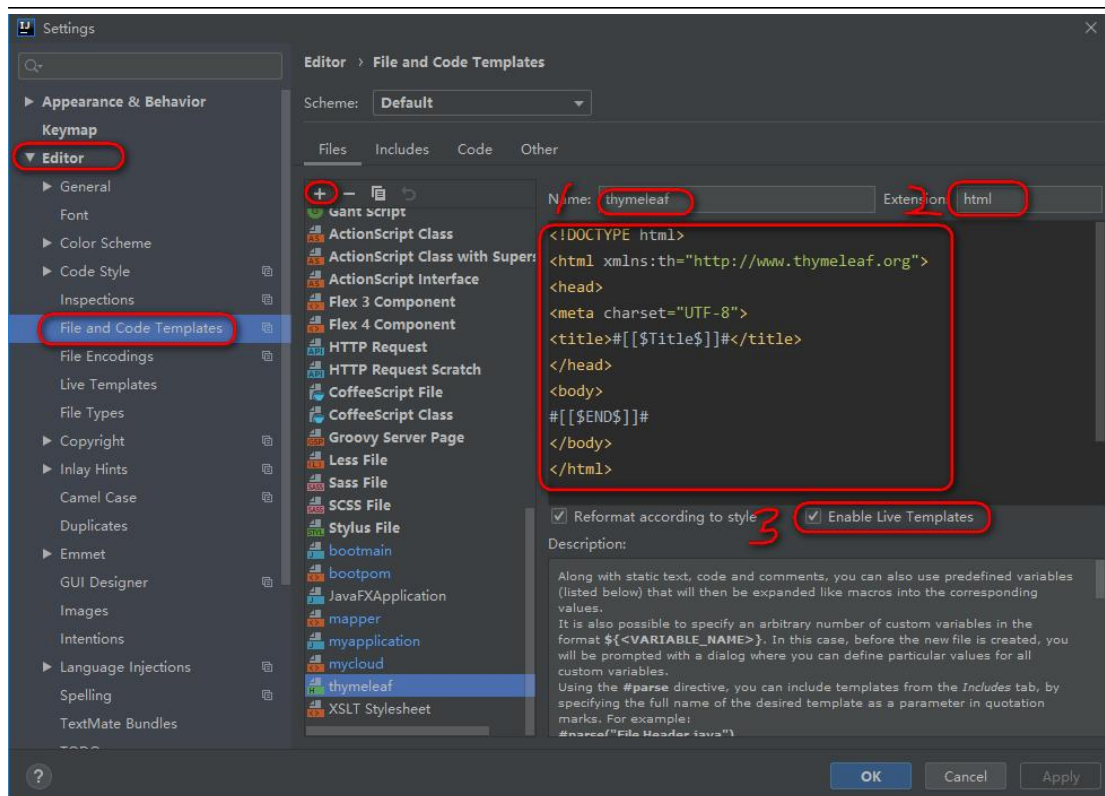 Settings
Editor › File and Code Templates
Scheme: Default
Appearance & Behavior
Keymap
Editor
General
Font
Color Scheme
Code Style
Inspections
File and Code Templates
File Encodings
Live Templates
File Types
Copyright
Inlay Hints
Camel Case
Duplicates
Emmet
GUI Designer
Images
Intentions
Language Injections
Spelling
TextMate Bundles
TODO
Files Includes Code Other
Gant Script
ActionScript Class
ActionScript Class with Supers
ActionScript Interface
Flex 3 Component
Flex 4 Component
HTTP Request
HTTP Request Scratch
CoffeeScript File
CoffeeScript Class
Groovy Server Page
Less File
Sass File
SCSS File
Stylus File
bootmain
bootpom
JavaFXApplication
mapper
myapplication
mycloud
thymeleaf
XSLT Stylesheet
1 Name: thymeleaf 2 Extension: html
<!DOCTYPE html>
<html xmlns:th="http://www.thymeleaf.org">
<head>
<meta charset="UTF-8">
<title>#[[$Title$]]#</title>
</head>
<body>
#[[$END$]]#
</body>
</html>
Reformat according to style 3 Enable Live Templates
Description:
Along with static text, code and comments, you can also use predefined variables
(listed below) that will then be expanded like macros into the corresponding
values.
It is also possible to specify an arbitrary number of custom variables in the
format ${<VARIABLE_NAME>}. In this case, before the new file is created, you
will be prompted with a dialog where you can define particular values for all
custom variables.
Using the #parse directive, you can include templates from the Includes tab, by
specifying the full name of the desired template as a parameter in quotation
marks. For example:
#parse("File Header.java")
? OK Cancel Apply